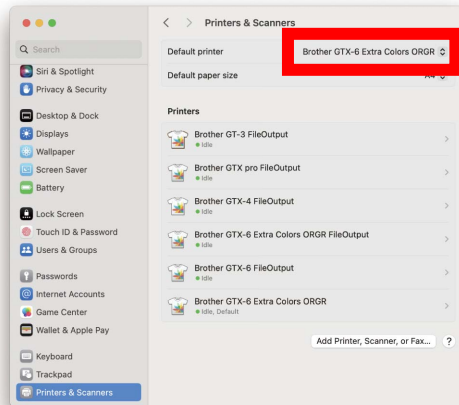 Printers & Scanners
Search
Siri & Spotlight
Privacy & Security
Desktop & Dock
Displays
Wallpaper
Screen Saver
Battery
Lock Screen
Touch ID & Password
Users & Groups
Passwords
Internet Accounts
Game Center
Wallet & Apple Pay
Keyboard
Trackpad
Printers & Scanners
Default printer Brother GTX-6 Extra Colors ORGR
Default paper size A4
Printers
Brother GT-3 FileOutput
Idle
Brother GTX pro FileOutput
Idle
Brother GTX-4 FileOutput
Idle
Brother GTX-6 Extra Colors ORGR FileOutput
Idle
Brother GTX-6 FileOutput
Idle
Brother GTX-6 Extra Colors ORGR
Idle, Default
Add Printer, Scanner, or Fax... ?